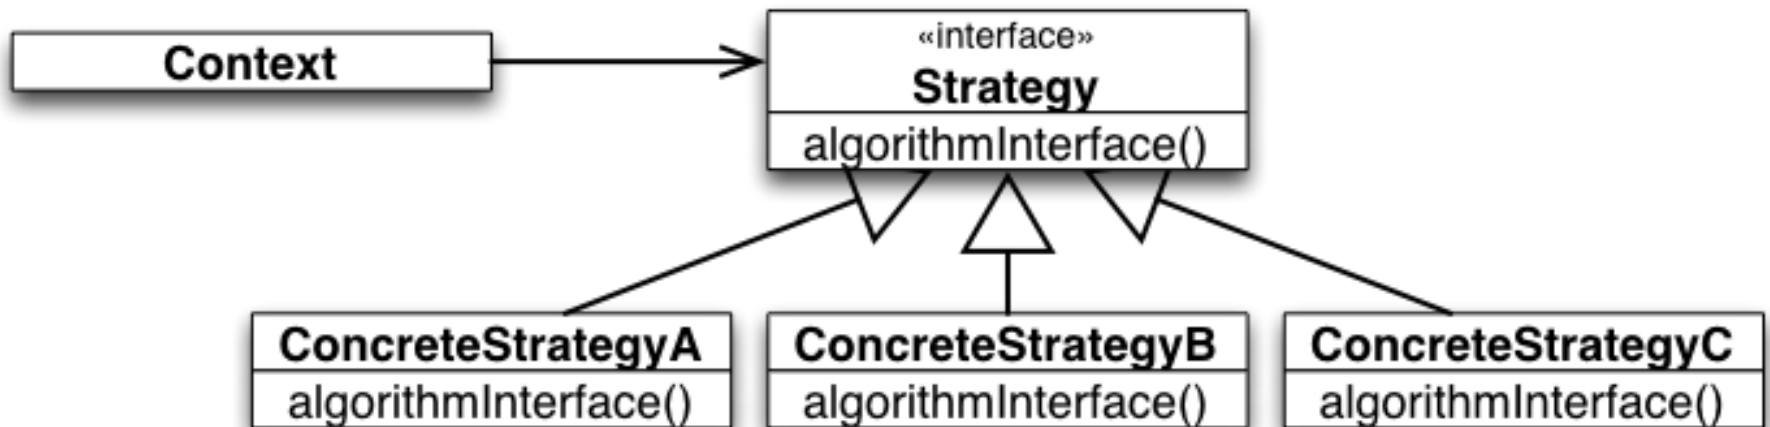 Context
«interface»
Strategy
algorithmInterface()
ConcreteStrategyA
algorithmInterface()
ConcreteStrategyB
algorithmInterface()
ConcreteStrategyC
algorithmInterface()